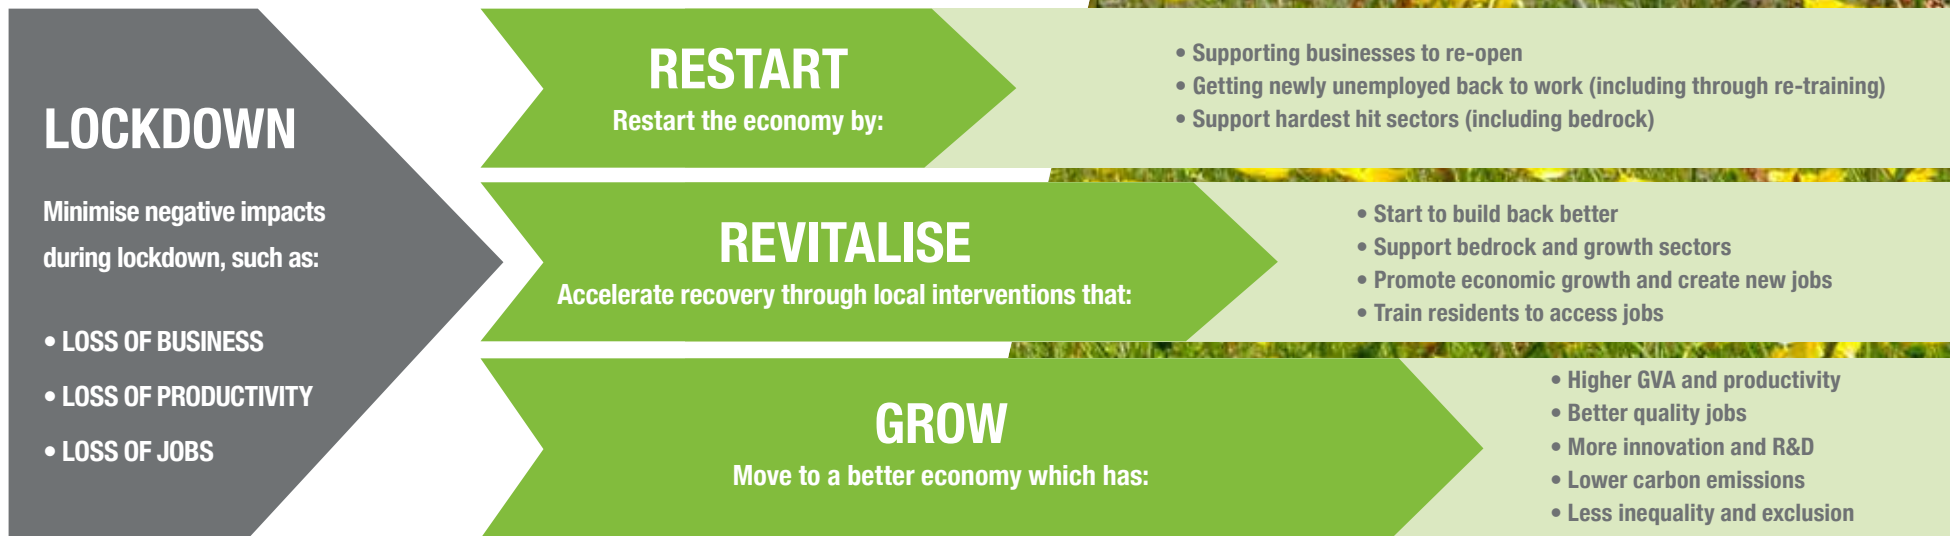 LOCKDOWN
Minimise negative impacts
during lockdown, such as:
• LOSS OF BUSINESS
• LOSS OF PRODUCTIVITY
• LOSS OF JOBS
RESTART
Restart the economy by:
• Supporting businesses to re-open
• Getting newly unemployed back to work (including through re-training)
• Support hardest hit sectors (including bedrock)
REVITALISE
Accelerate recovery through local interventions that:
• Start to build back better
• Support bedrock and growth sectors
• Promote economic growth and create new jobs
• Train residents to access jobs
GROW
Move to a better economy which has:
• Higher GVA and productivity
• Better quality jobs
• More innovation and R&D
• Lower carbon emissions
• Less inequality and exclusion